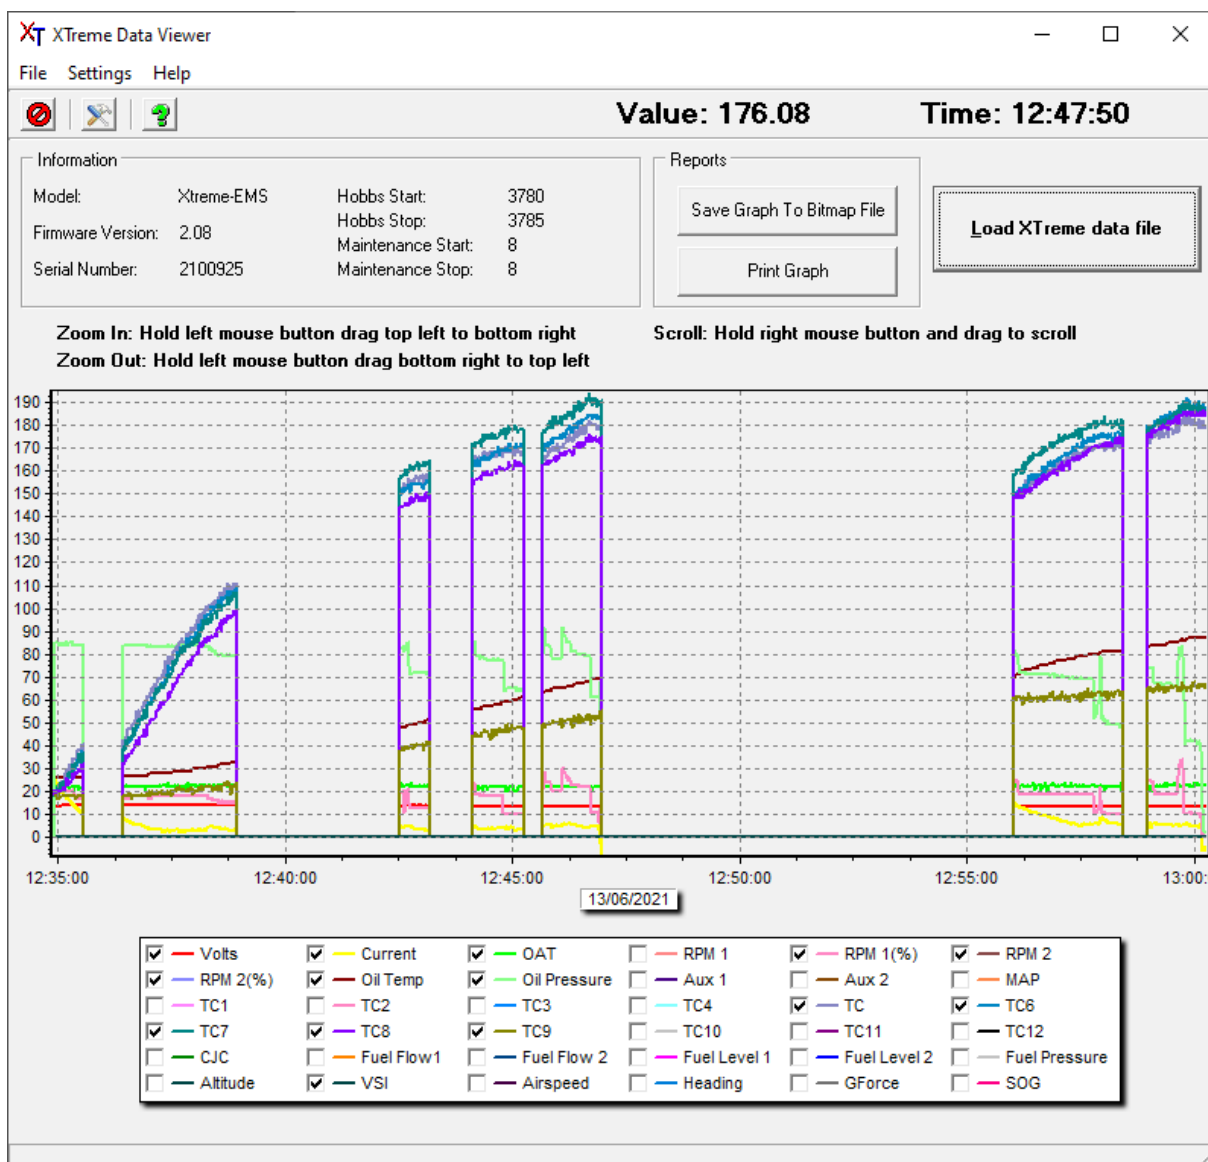 XT XTreme Data Viewer
File Settings Help
Value: 176.08 Time: 12:47:50
Information
Model: Xtreme-EMS Hobbs Start: 3780
Hobbs Stop: 3785
Firmware Version: 2.08 Maintenance Start: 8
Serial Number: 2100925 Maintenance Stop: 8
Reports
Save Graph To Bitmap File
Print Graph
Load XTreme data file
Zoom In: Hold left mouse button drag top left to bottom right Scroll: Hold right mouse button and drag to scroll
Zoom Out: Hold left mouse button drag bottom right to top left
190
180
170
160
150
140
130
120
110
100
90
80
70
60
50
40
30
20
10
0
12:35:00 12:40:00 12:45:00 12:50:00 12:55:00 13:00:
13/06/2021
Volts Current OAT RPM 1 RPM 1(%) RPM 2
RPM 2(%) Oil Temp Oil Pressure Aux 1 Aux 2 MAP
TC1 TC2 TC3 TC4 TC TC6
TC7 TC8 TC9 TC10 TC11 TC12
CJC Fuel Flow1 Fuel Flow 2 Fuel Level 1 Fuel Level 2 Fuel Pressure
Altitude VSI Airspeed Heading GForce SOG